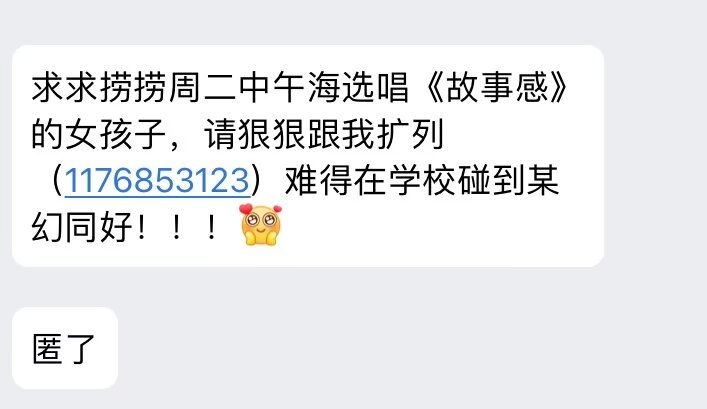 求求捞捞周二中午海选唱《故事感》
的女孩子，请狠狠跟我扩列
（1176853123）难得在学校碰到某
幻同好！！！
匿了